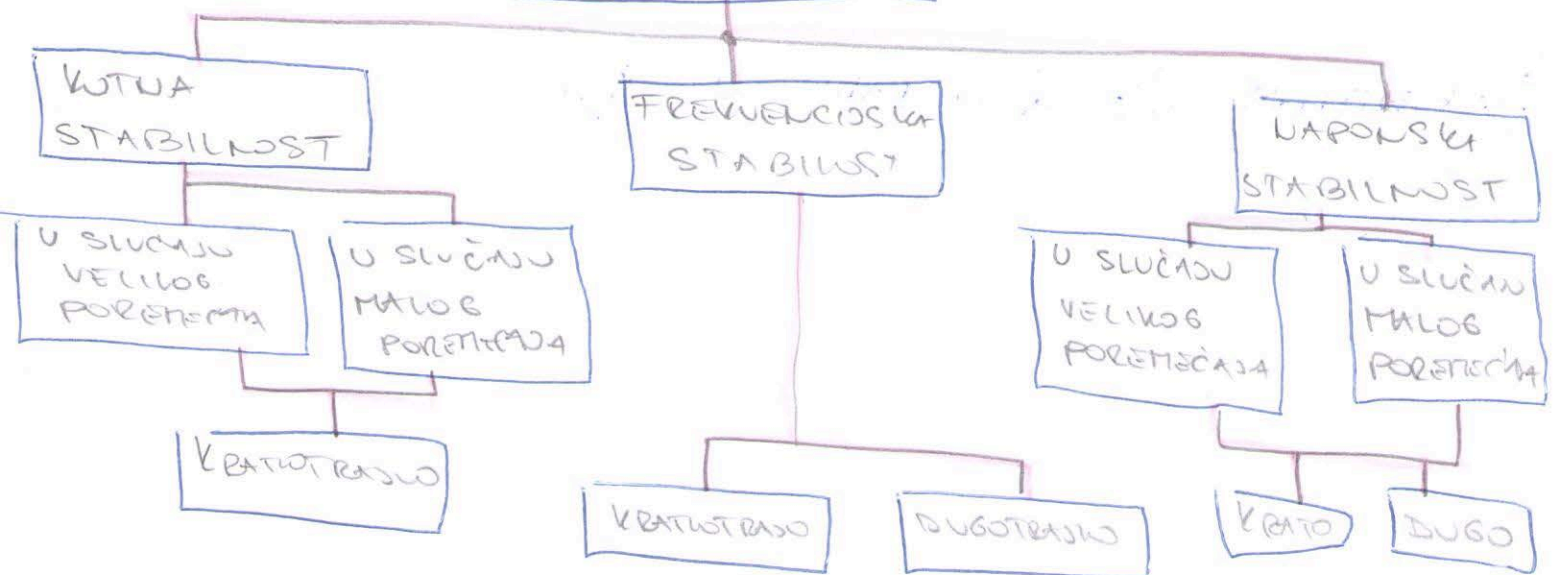 KUTNA
STABILNOST
FREKVENCIJSKA
STABILOST
NAPONSKA
STABILNOST
U SLUČAJU
VELIKOG
POREMEĆAJA
U SLUČAJU
MALOG
POREMEĆAJA
U SLUČAJU
VELIKOG
POREMEĆAJA
U SLUČAJU
MALOG
POREMEĆAJA
KRATKOTRAJNO
KRATKOTRAJNO
DUGOTRAJNO
KRATKO
DUGO